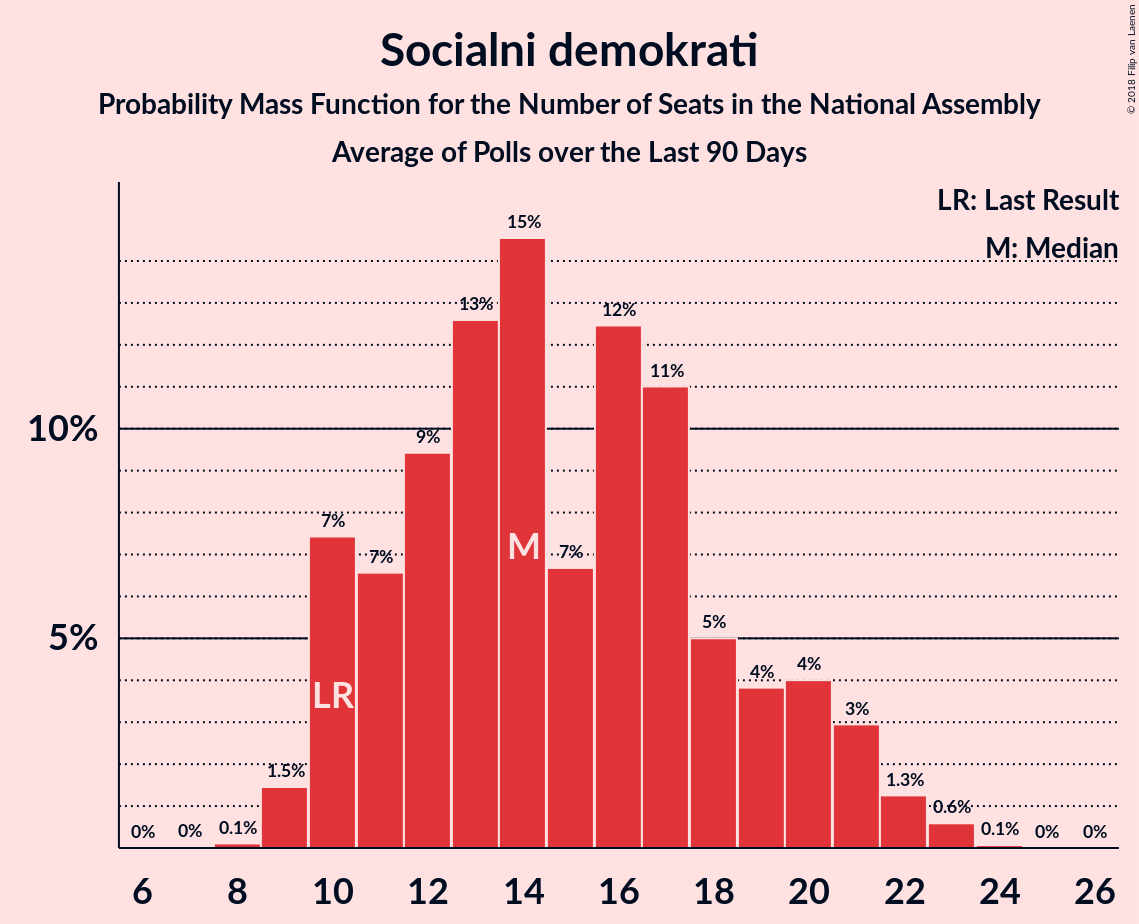 Socialni demokrati
Probability Mass Function for the Number of Seats in the National Assembly
Average of Polls over the Last 90 Days
© 2018 Filip van Laenen
LR: Last Result
M: Median
15%
13%
12%
11%
10%
9%
7%
7%
M
7%
5%
5%
LR
4%
4%
3%
1.5%
1.3%
0.6%
0%
0%
0.1%
0.1%
0%
0%
6 8 10 12 14 16 18 20 22 24 26